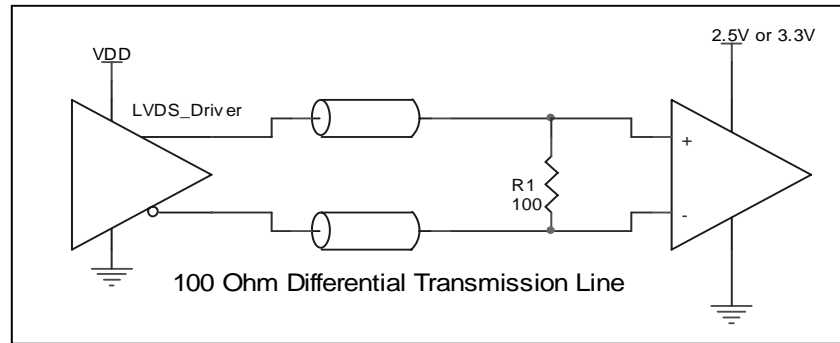 2.5V or 3.3V
VDD
LVDS_Driver
+
R1
100
-
100 Ohm Differential Transmission Line